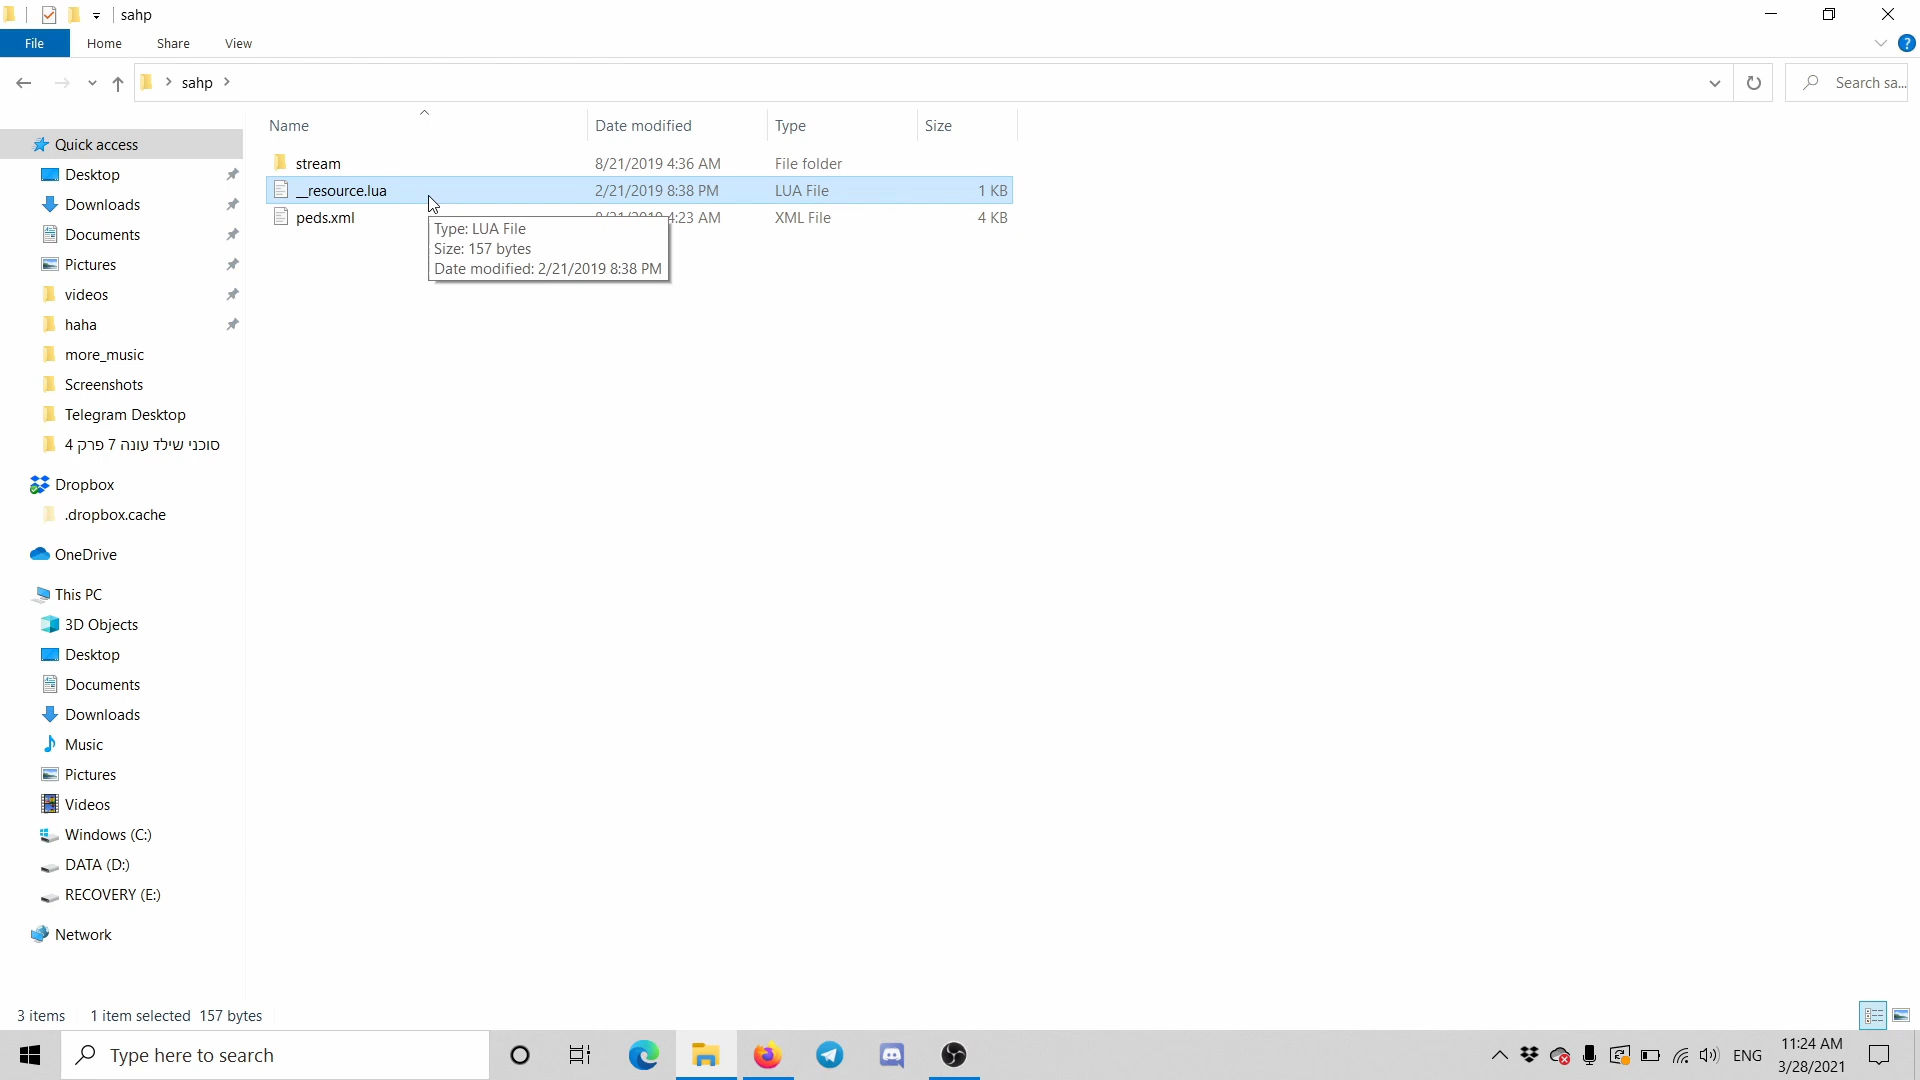 sahp
File Home Share View
sahp
Search sa...
Name Date modified Type Size
stream 8/21/2019 4:36 AM File folder
__resource.lua 2/21/2019 8:38 PM LUA File 1 KB
peds.xml 4:23 AM XML File 4 KB
Type: LUA File
Size: 157 bytes
Date modified: 2/21/2019 8:38 PM
Quick access
Desktop
Downloads
Documents
Pictures
videos
haha
more_music
Screenshots
Telegram Desktop
סוכני שילד עונה 7 פרק 4
Dropbox
.dropbox.cache
OneDrive
This PC
3D Objects
Desktop
Documents
Downloads
Music
Pictures
Videos
Windows (C:)
DATA (D:)
RECOVERY (E:)
Network
3 items 1 item selected 157 bytes
Type here to search
ENG
11:24 AM
3/28/2021